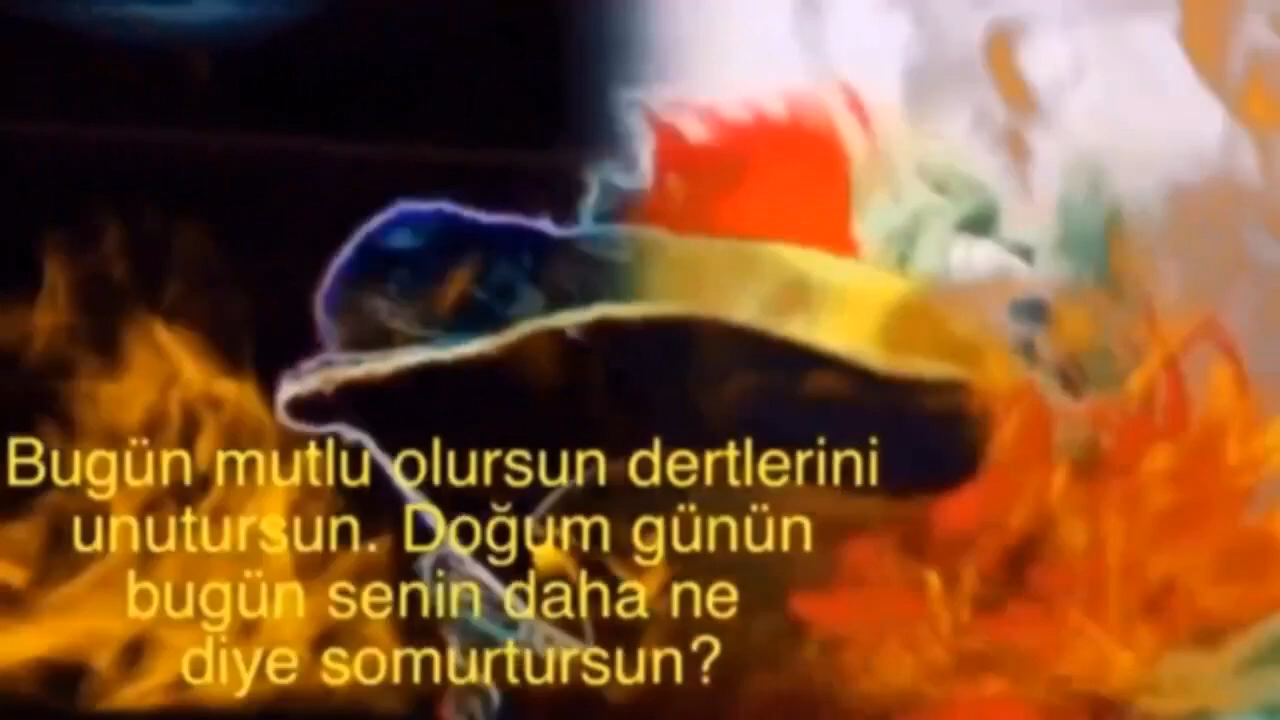 Bugün mutlu olursun dertlerini
unutursun. Doğum günün
bugün senin daha ne
diye somurtursun?